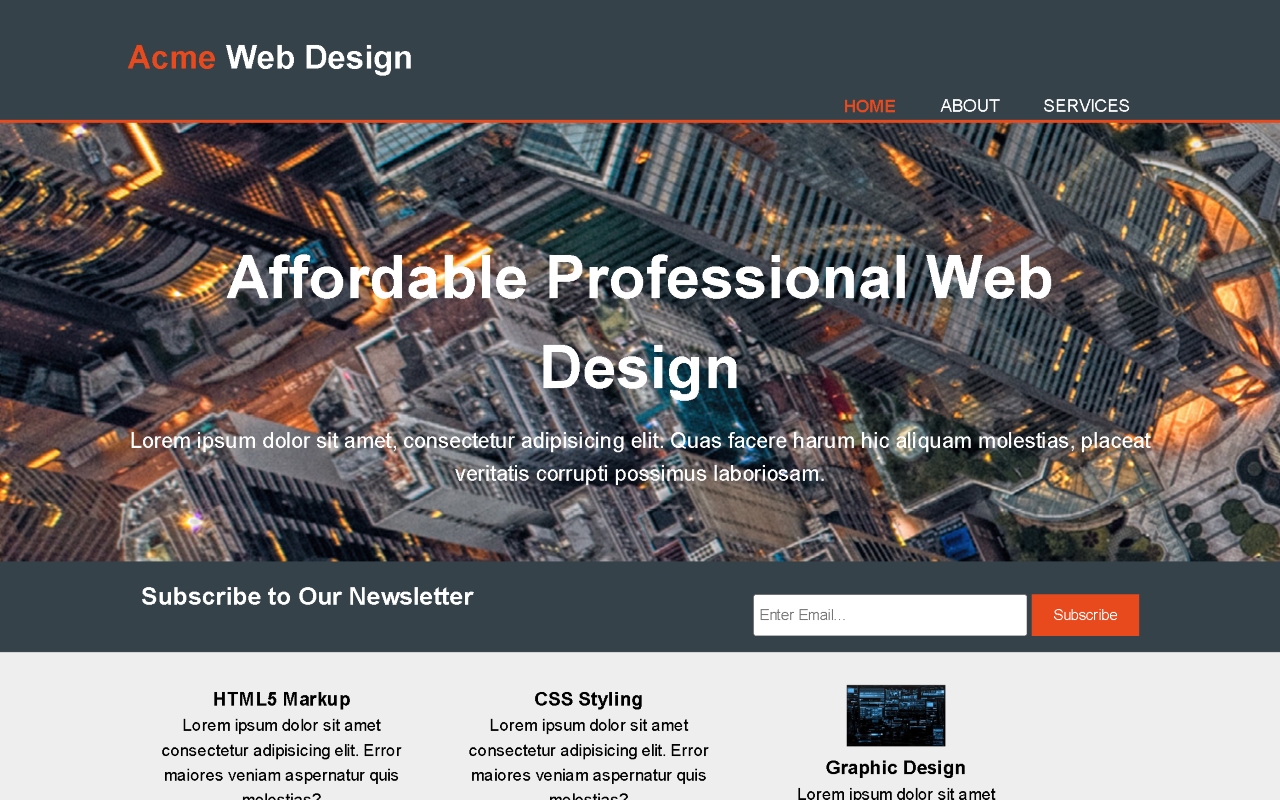 Acme Web Design
HOME ABOUT SERVICES
Affordable Professional Web
Design
Lorem ipsum dolor sit amet, consectetur adipisicing elit. Quas facere harum hic aliquam molestias, placeat
veritatis corrupti possimus laboriosam.
Subscribe to Our Newsletter
Enter Email...
Subscribe
HTML5 Markup
Lorem ipsum dolor sit amet
consectetur adipisicing elit. Error
maiores veniam aspernatur quis
molestias?
CSS Styling
Lorem ipsum dolor sit amet
consectetur adipisicing elit. Error
maiores veniam aspernatur quis
molestias?
Graphic Design
Lorem ipsum dolor sit amet